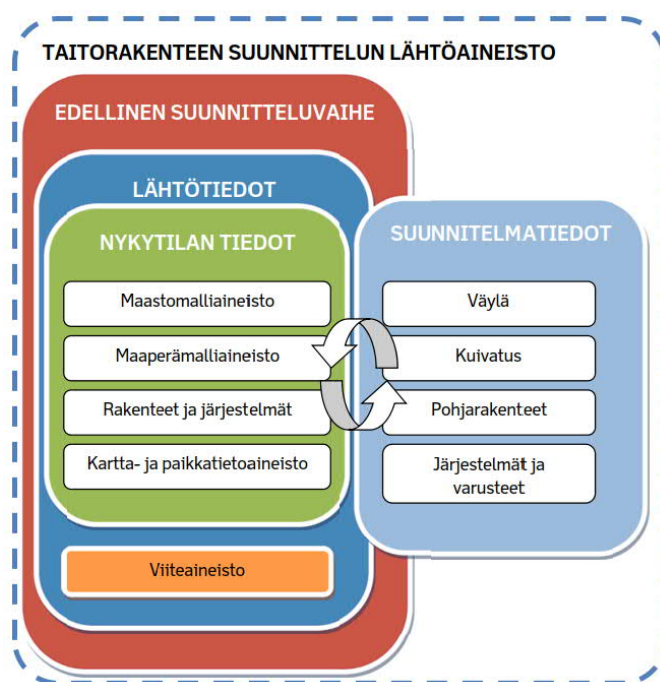 TAITORAKENTEEN SUUNNITTELUN LÄHTÖAINEISTO
EDELLINEN SUUNNITTELUVAIHE
LÄHTÖTIEDOT
NYKYTILAN TIEDOT
Maastomalliaineisto
Maaperämalliaineisto
Rakenteet ja järjestelmät
Kartta- ja paikkatietoaineisto
Viiteaineisto
SUUNNITELMATIEDOT
Väylä
Kuivatus
Pohjarakenteet
Järjestelmät ja
varusteet